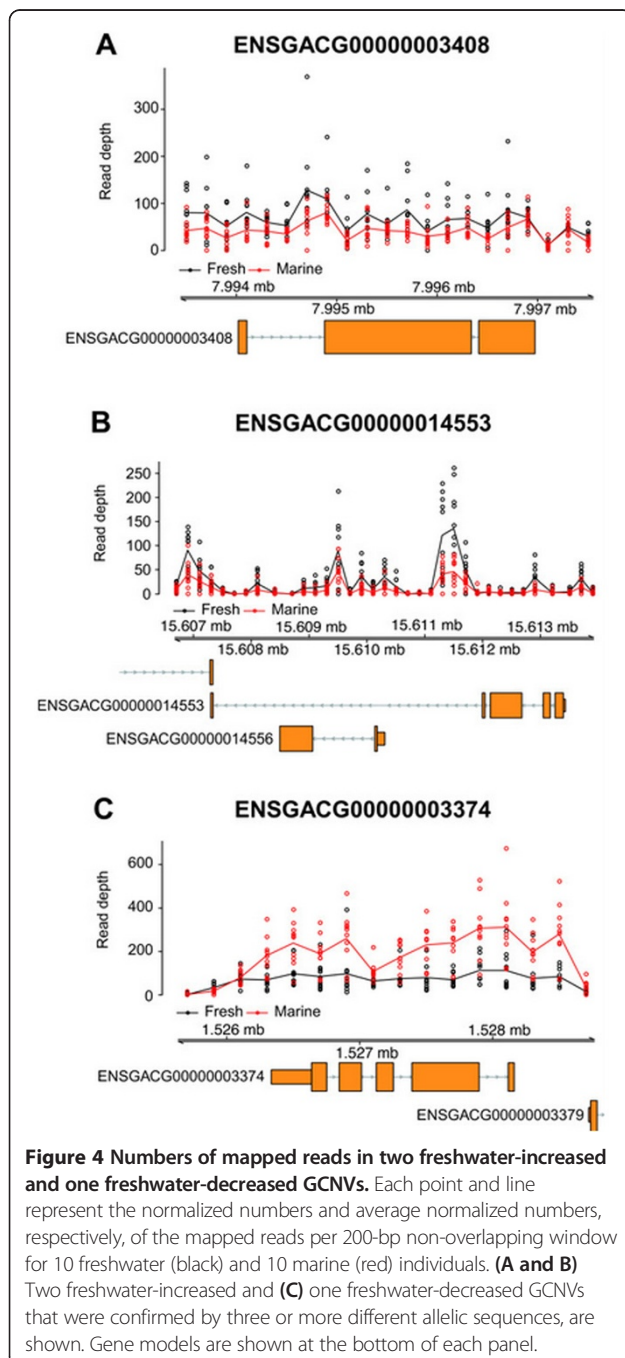 A
ENSGACG00000003408
Read depth
300
200
100
0
Fresh Marine
7.994 mb
7.996 mb
7.995 mb
7.997 mb
ENSGACG00000003408
B
ENSGACG00000014553
Read depth
250
200
150
100
50
0
Fresh Marine
15.607 mb
15.609 mb
15.611 mb
15.613 mb
15.608 mb
15.610 mb
15.612 mb
ENSGACG00000014553
ENSGACG00000014556
C
ENSGACG00000003374
Read depth
600
400
200
0
Fresh Marine
1.526 mb
1.528 mb
1.527 mb
ENSGACG00000003374
ENSGACG00000003379
Figure 4 Numbers of mapped reads in two freshwater-increased
and one freshwater-decreased GCNVs. Each point and line
represent the normalized numbers and average normalized numbers,
respectively, of the mapped reads per 200-bp non-overlapping window
for 10 freshwater (black) and 10 marine (red) individuals. (A and B)
Two freshwater-increased and (C) one freshwater-decreased GCNVs
that were confirmed by three or more different allelic sequences, are
shown. Gene models are shown at the bottom of each panel.